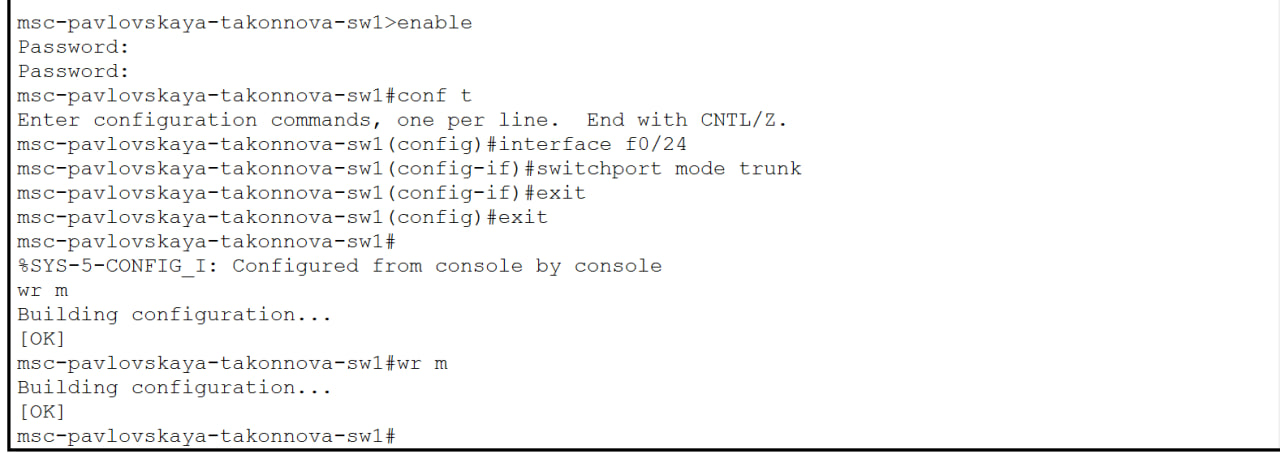 msc-pavlovskaya-takonnova-sw1>enable
Password:
Password:
msc-pavlovskaya-takonnova-sw1#conf t
Enter configuration commands, one per line.  End with CNTL/Z.
msc-pavlovskaya-takonnova-sw1(config)#interface f0/24
msc-pavlovskaya-takonnova-sw1(config-if)#switchport mode trunk
msc-pavlovskaya-takonnova-sw1(config-if)#exit
msc-pavlovskaya-takonnova-sw1(config)#exit
msc-pavlovskaya-takonnova-sw1#
%SYS-5-CONFIG_I: Configured from console by console
wr m
Building configuration...
[OK]
msc-pavlovskaya-takonnova-sw1#wr m
Building configuration...
[OK]
msc-pavlovskaya-takonnova-sw1#